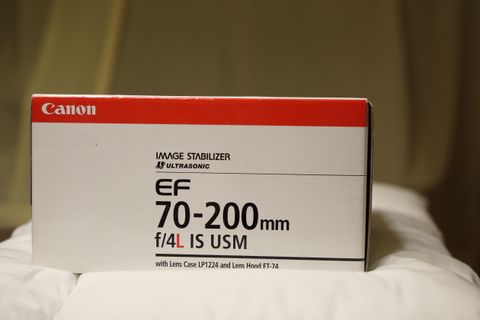 Canon
IMAGE STABILIZER
ULTRASONIC
EF
70-200mm
f/4L IS USM
with Lens Case LP1224 and Lens Hood ET-74